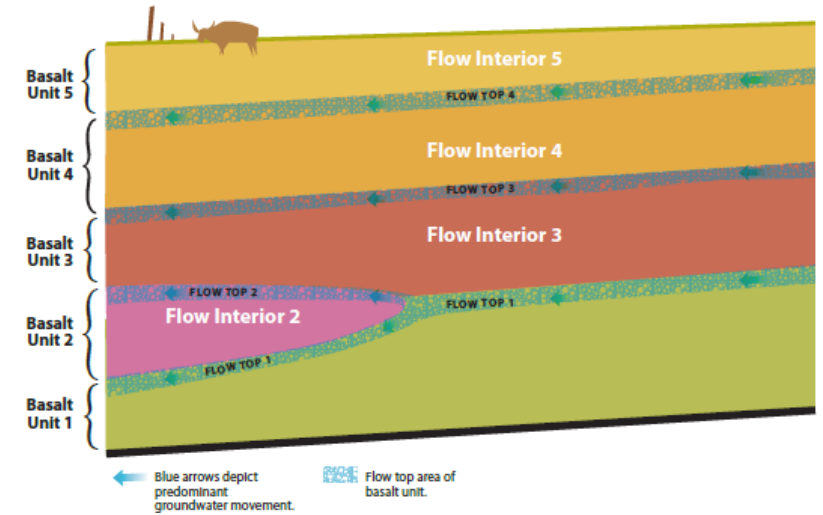 Flow Interior 5
Basalt
Unit 5
FLOW TOP 4
Basalt
Unit 4
Flow Interior 4
FLOW TOP 3
Basalt
Unit 3
Flow Interior 3
FLOW TOP 2
FLOW TOP 1
Basalt
Unit 2
Flow Interior 2
FLOW TOP 1
Basalt
Unit 1
Blue arrows depict
predominant
groundwater movement.
Flow top area of
basalt unit.